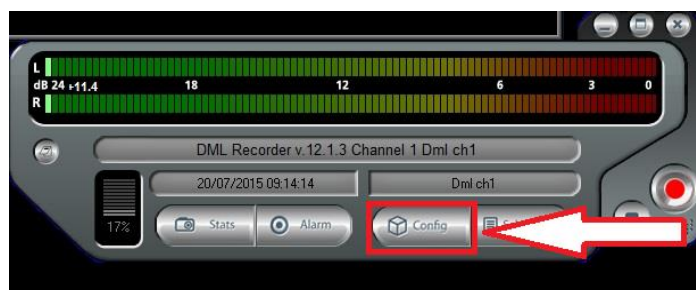 L
dB 24 +11.4 18 12 6 3 0
R
DML Recorder v.12.1.3 Channel 1 Dml ch1
20/07/2015 09:14:14 Dml ch1
17% Stats Alarm Config